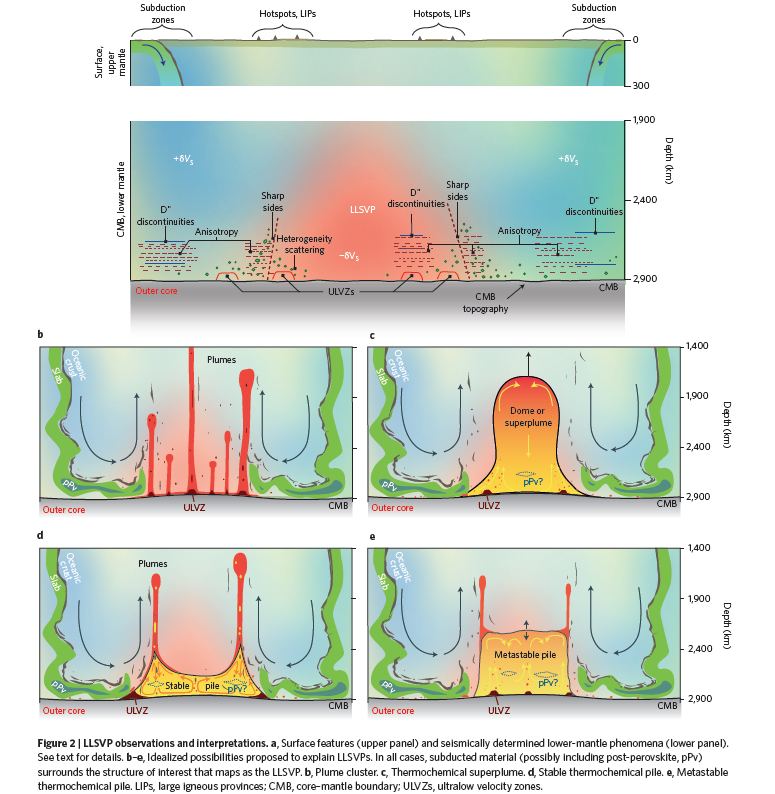 Subduction
zones
Hotspots, LIPs
Hotspots, LIPs
Subduction
zones
Surface,
upper
mantle
0
300
1,900
CMB, lower mantle
+δVs
+δVs
Depth (km)
2,400
Sharp
sides
LLSVP
D"
discontinuities
Sharp
sides
D"
discontinuities
D"
discontinuities
Anisotropy
Heterogeneity
scattering
Anisotropy
–δVs
2,900
Outer core
ULVZs
CMB
topography
CMB
b
Plumes
Slab
Oceanic
crust
pPv
ULVZ
Outer core
CMB
c
1,400
Slab
Oceanic
crust
1,900
Dome or
superplume
Depth (km)
2,400
pPv
pPv?
2,900
Outer core
ULVZ
CMB
d
Plumes
Slab
Oceanic
crust
pPv
Stable
pile
pPv?
Outer core
ULVZ
CMB
e
1,400
Slab
Oceanic
crust
1,900
Depth (km)
2,400
Metastable pile
pPv
pPv?
2,900
Outer core
ULVZ
CMB
Figure 2 | LLSVP observations and interpretations. a, Surface features (upper panel) and seismically determined lower-mantle phenomena (lower panel).
See text for details. b–e, Idealized possibilities proposed to explain LLSVPs. In all cases, subducted material (possibly including post-perovskite, pPv)
surrounds the structure of interest that maps as the LLSVP. b, Plume cluster. c, Thermochemical superplume. d, Stable thermochemical pile. e, Metastable
thermochemical pile. LIPs, large igneous provinces; CMB, core–mantle boundary; ULVZs, ultralow velocity zones.